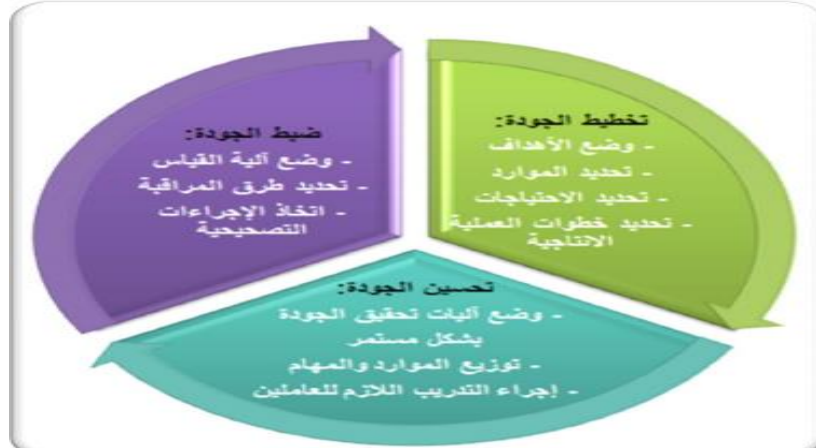 تخطيط الجودة:
- وضع الأهداف
- تحديد الموارد
- تحديد الاحتياجات
- تحديد خطوات العملية
الانتاجية
ضبط الجودة:
- وضع آلية القياس
- تحديد طرق المراقبة
- اتخاذ الإجراءات
التصحيحية
تحسين الجودة:
- وضع آليات تحقيق الجودة
بشكل مستمر
- توزيع الموارد والمهام
- إجراء التدريب اللازم للعاملين